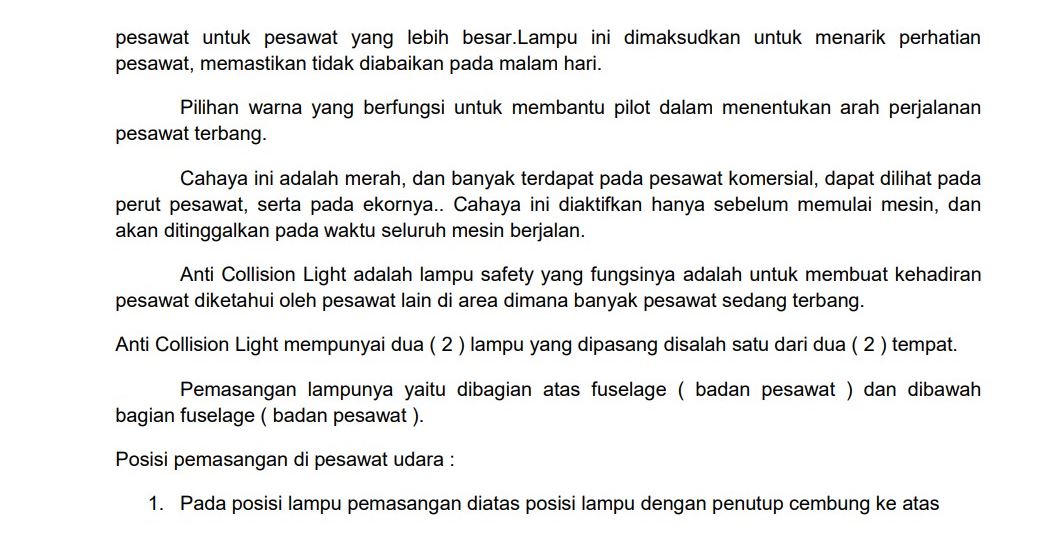 pesawat untuk pesawat yang lebih besar.Lampu ini dimaksudkan untuk menarik perhatian
pesawat, memastikan tidak diabaikan pada malam hari.
Pilihan warna yang berfungsi untuk membantu pilot dalam menentukan arah perjalanan
pesawat terbang.
Cahaya ini adalah merah, dan banyak terdapat pada pesawat komersial, dapat dilihat pada
perut pesawat, serta pada ekornya.. Cahaya ini diaktifkan hanya sebelum memulai mesin, dan
akan ditinggalkan pada waktu seluruh mesin berjalan.
Anti Collision Light adalah lampu safety yang fungsinya adalah untuk membuat kehadiran
pesawat diketahui oleh pesawat lain di area dimana banyak pesawat sedang terbang.
Anti Collision Light mempunyai dua ( 2 ) lampu yang dipasang disalah satu dari dua ( 2 ) tempat.
Pemasangan lampunya yaitu dibagian atas fuselage ( badan pesawat ) dan dibawah
bagian fuselage ( badan pesawat ).
Posisi pemasangan di pesawat udara :
1. Pada posisi lampu pemasangan diatas posisi lampu dengan penutup cembung ke atas